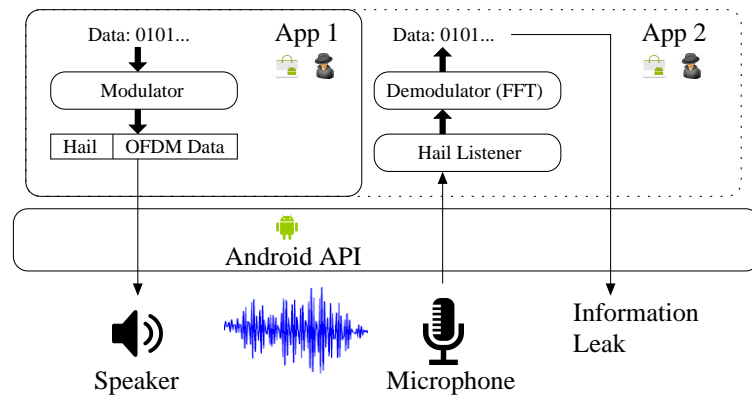 App 1
Data: 0101...
Modulator
Hail
OFDM Data
App 2
Data: 0101...
Demodulator (FFT)
Hail Listener
Android API
Speaker
Microphone
Information
Leak